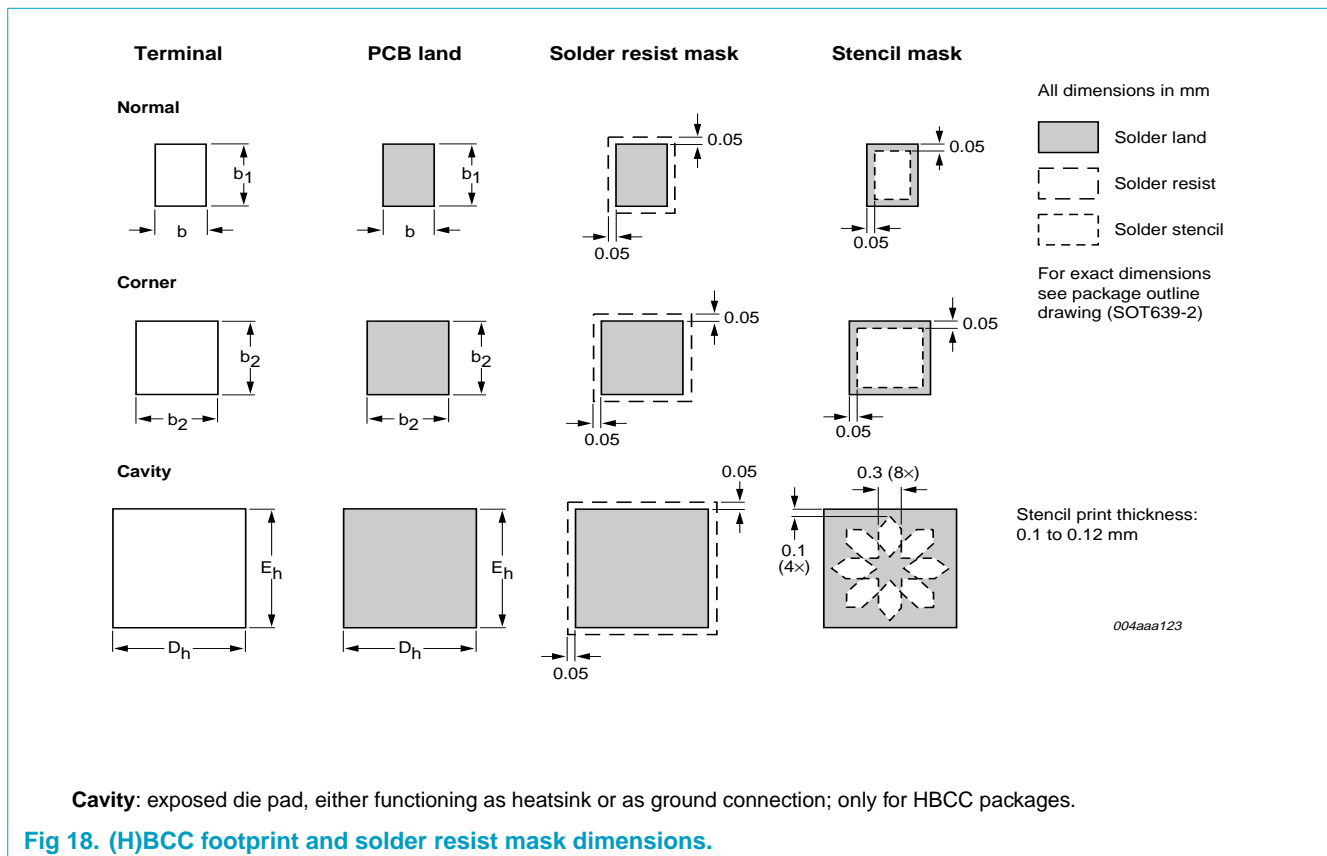 Terminal
PCB land
Solder resist mask
Stencil mask
All dimensions in mm
Solder land
Solder resist
Solder stencil
For exact dimensions
see package outline
drawing (SOT639-2)
Normal
b1
b
b1
b
0.05
0.05
0.05
0.05
Corner
b2
b2
b2
b2
0.05
0.05
0.05
0.05
Cavity
Eh
Dh
Eh
Dh
0.05
0.05
0.3 (8×)
0.1
(4×)
Stencil print thickness:
0.1 to 0.12 mm
004aaa123
Cavity: exposed die pad, either functioning as heatsink or as ground connection; only for HBCC packages.
Fig 18. (H)BCC footprint and solder resist mask dimensions.